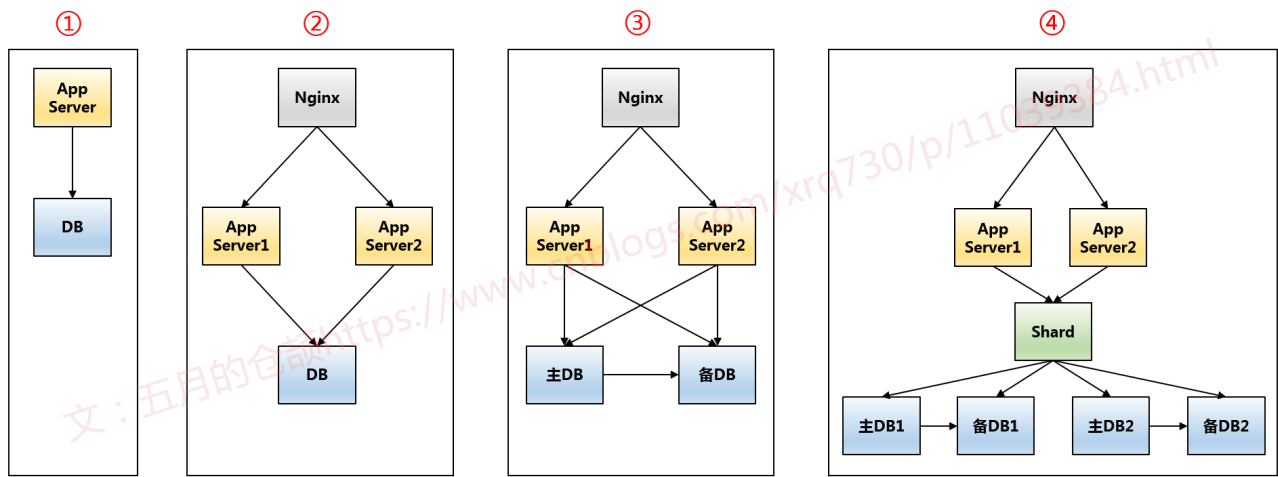 ①
App
Server
DB
②
Nginx
App
Server1
App
Server2
DB
③
Nginx
App
Server1
App
Server2
主DB
备DB
④
Nginx
App
Server1
App
Server2
Shard
主DB1
备DB1
主DB2
备DB2
文：五月的仓颉https://www.cnblogs.com/xrq730/p/11039384.html